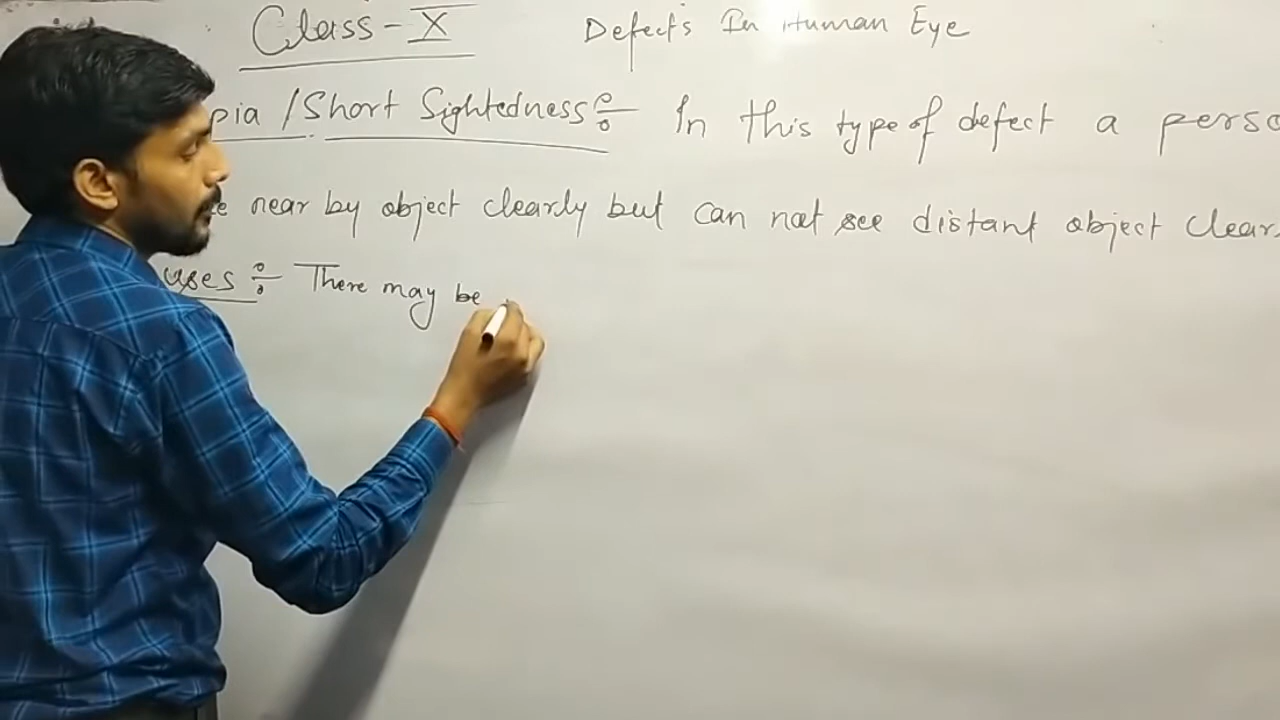 Class - X Defects In Human Eye
pia / Short Sightedness :- In this type of defect a perso
e near by object clearly but can not see distant object clear
uses :- There may be